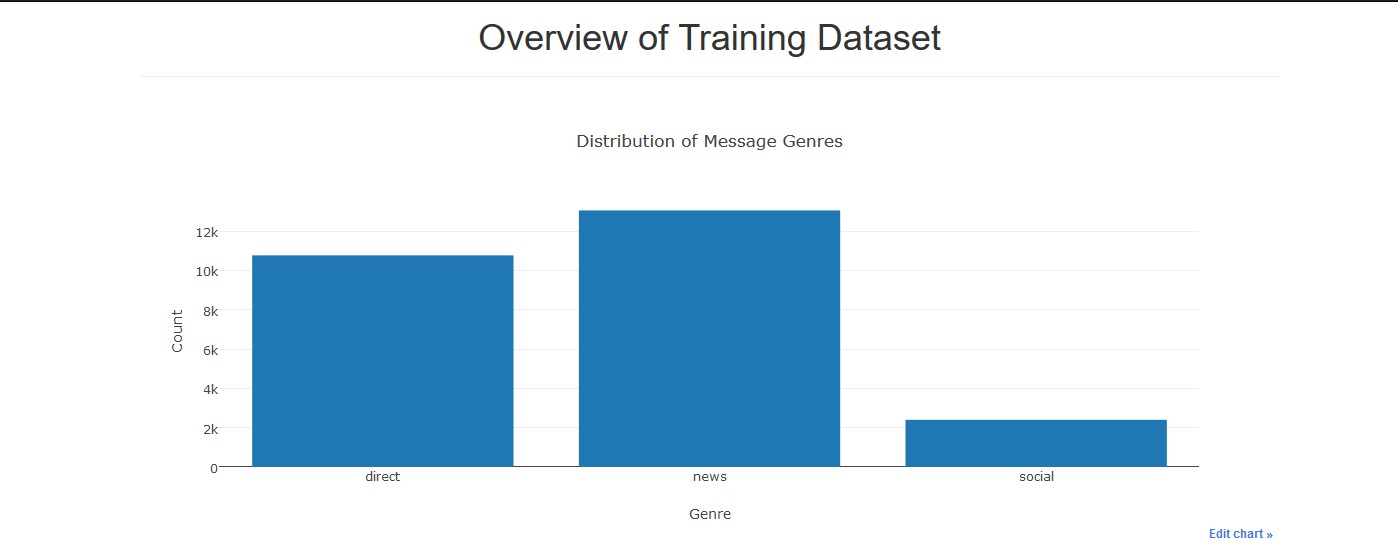 Overview of Training Dataset
Distribution of Message Genres
12k
10k
8k
6k
4k
2k
0
Count
direct news social
Genre
Edit chart »